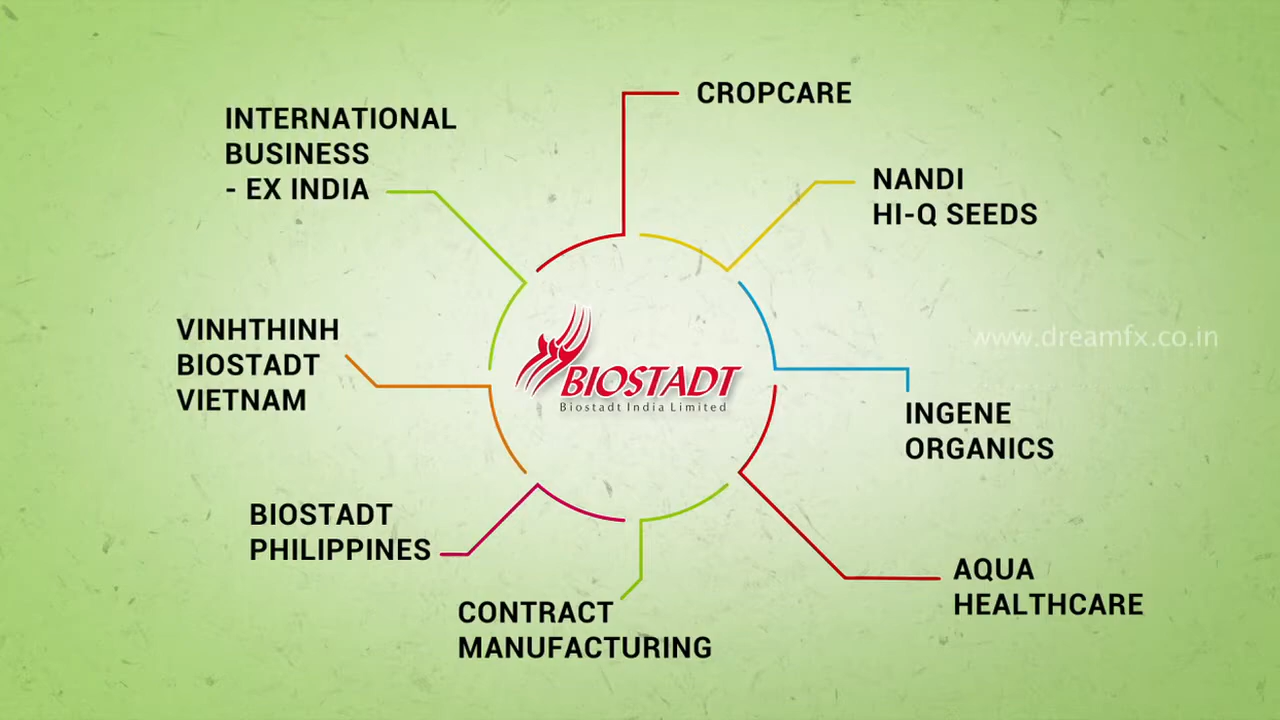 CROPCARE
NANDI
HI-Q SEEDS
www.dreamfx.co.in
INGENE
ORGANICS
AQUA
HEALTHCARE
CONTRACT
MANUFACTURING
BIOSTADT
PHILIPPINES
VINHTHINH
BIOSTADT
VIETNAM
INTERNATIONAL
BUSINESS
- EX INDIA
BIOSTADT
Biostadt India Limited